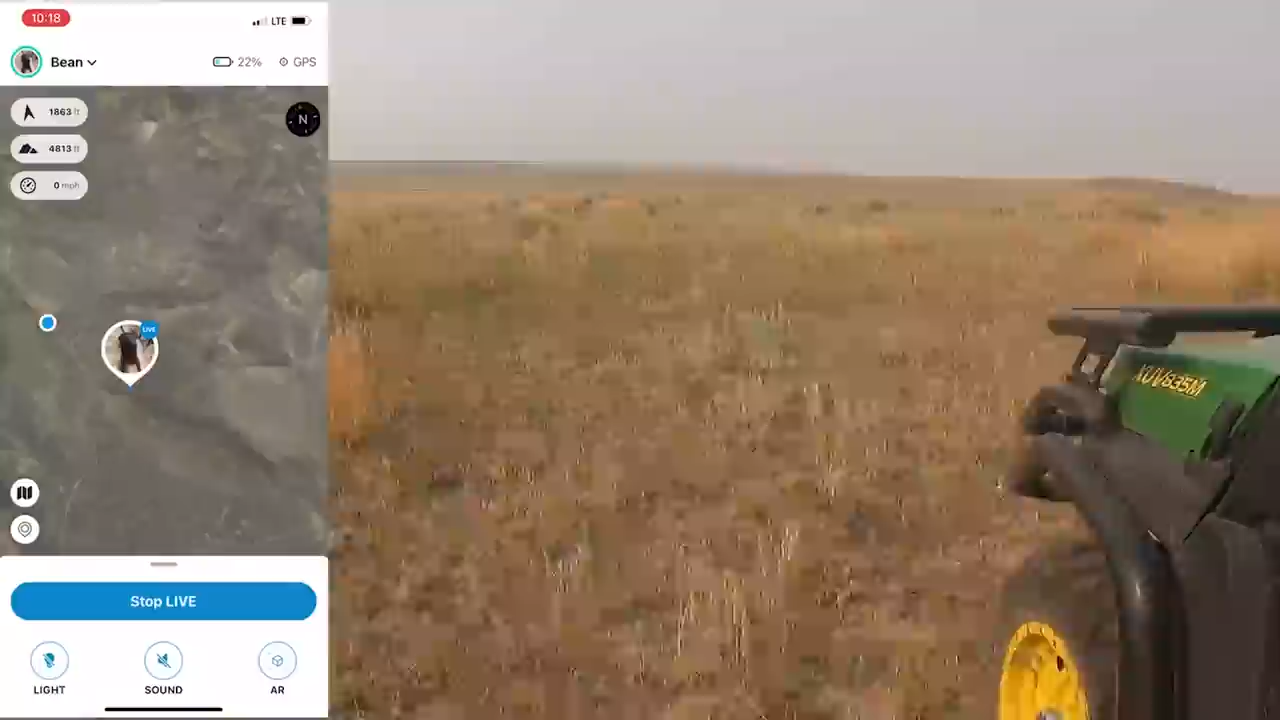 10:18
LTE
Bean
22%
GPS
1863 ft
N
4813 ft
0 mph
LIVE
XUV835M
Stop LIVE
LIGHT
SOUND
AR